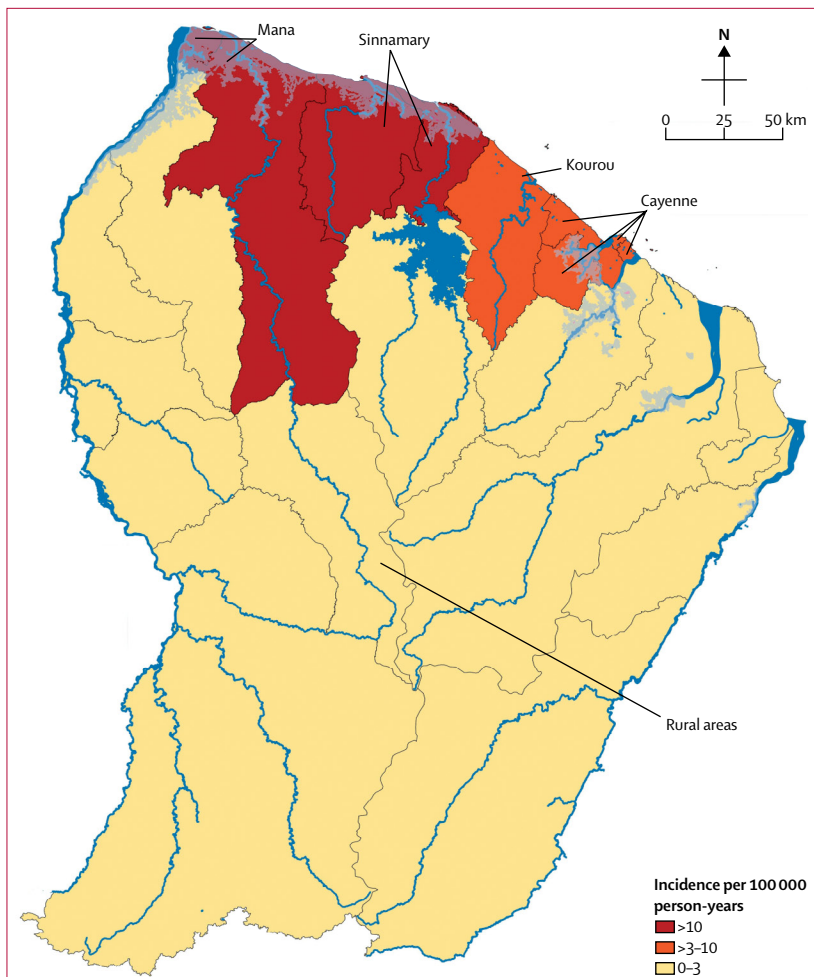 Mana
Sinnamary
N
0 25 50 km
Kourou
Cayenne
Rural areas
Incidence per 100 000
person-years
>10
>3–10
0–3